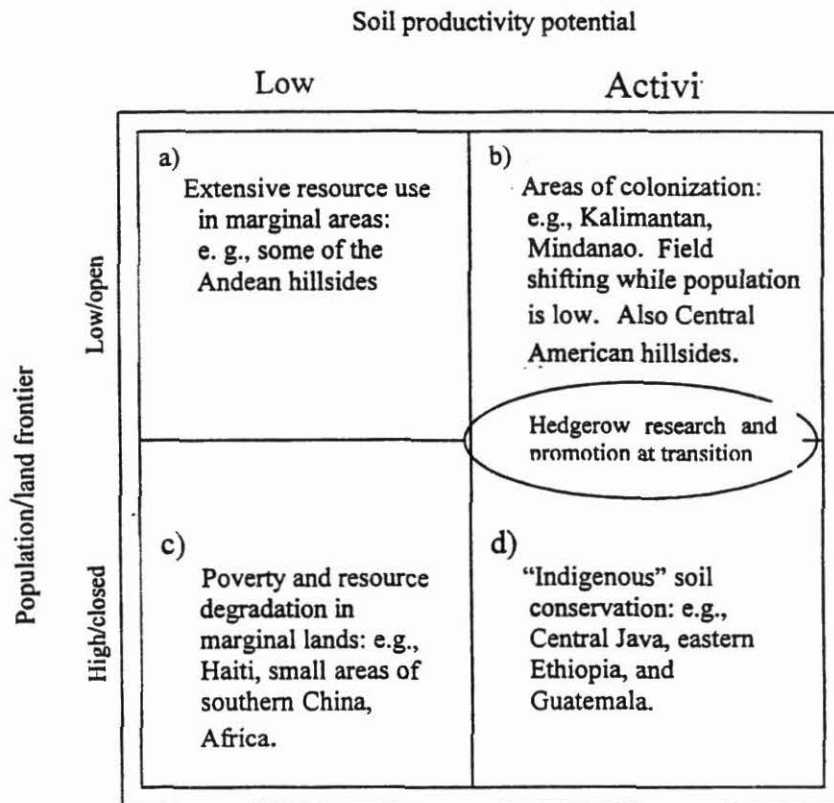 Soil productivity potential
Low
Activi
Population/land frontier
Low/open
High/closed
a)
Extensive resource use
in marginal areas:
e. g., some of the
Andean hillsides
b)
Areas of colonization:
e.g., Kalimantan,
Mindanao. Field
shifting while population
is low. Also Central
American hillsides.
Hedgerow research and
promotion at transition
c)
Poverty and resource
degradation in
marginal lands: e.g.,
Haiti, small areas of
southern China,
Africa.
d)
“Indigenous” soil
conservation: e.g.,
Central Java, eastern
Ethiopia, and
Guatemala.